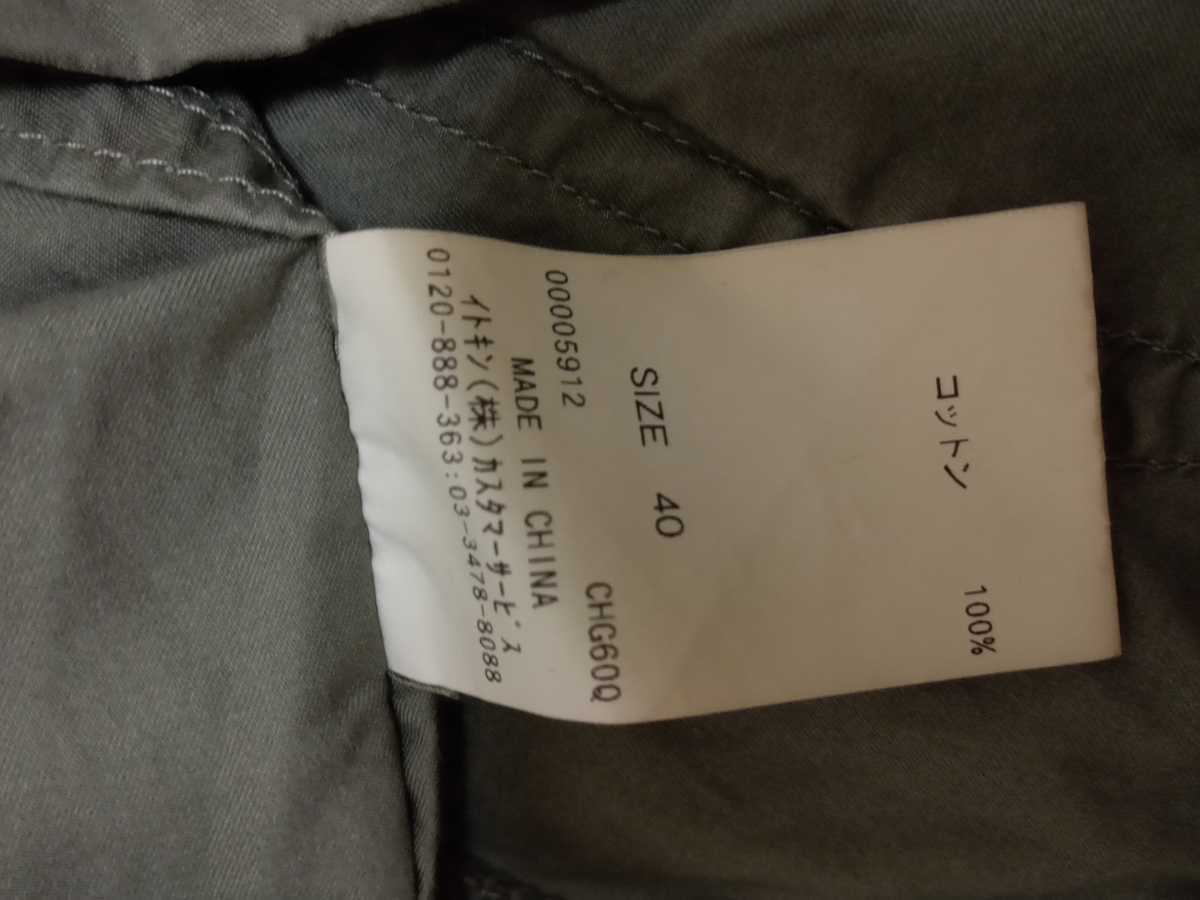 コットン 100%
SIZE 40
00005912 CHG60Q
MADE IN CHINA
イトキン(株)カスタマーサービス
0120-888-363:03-3478-8088